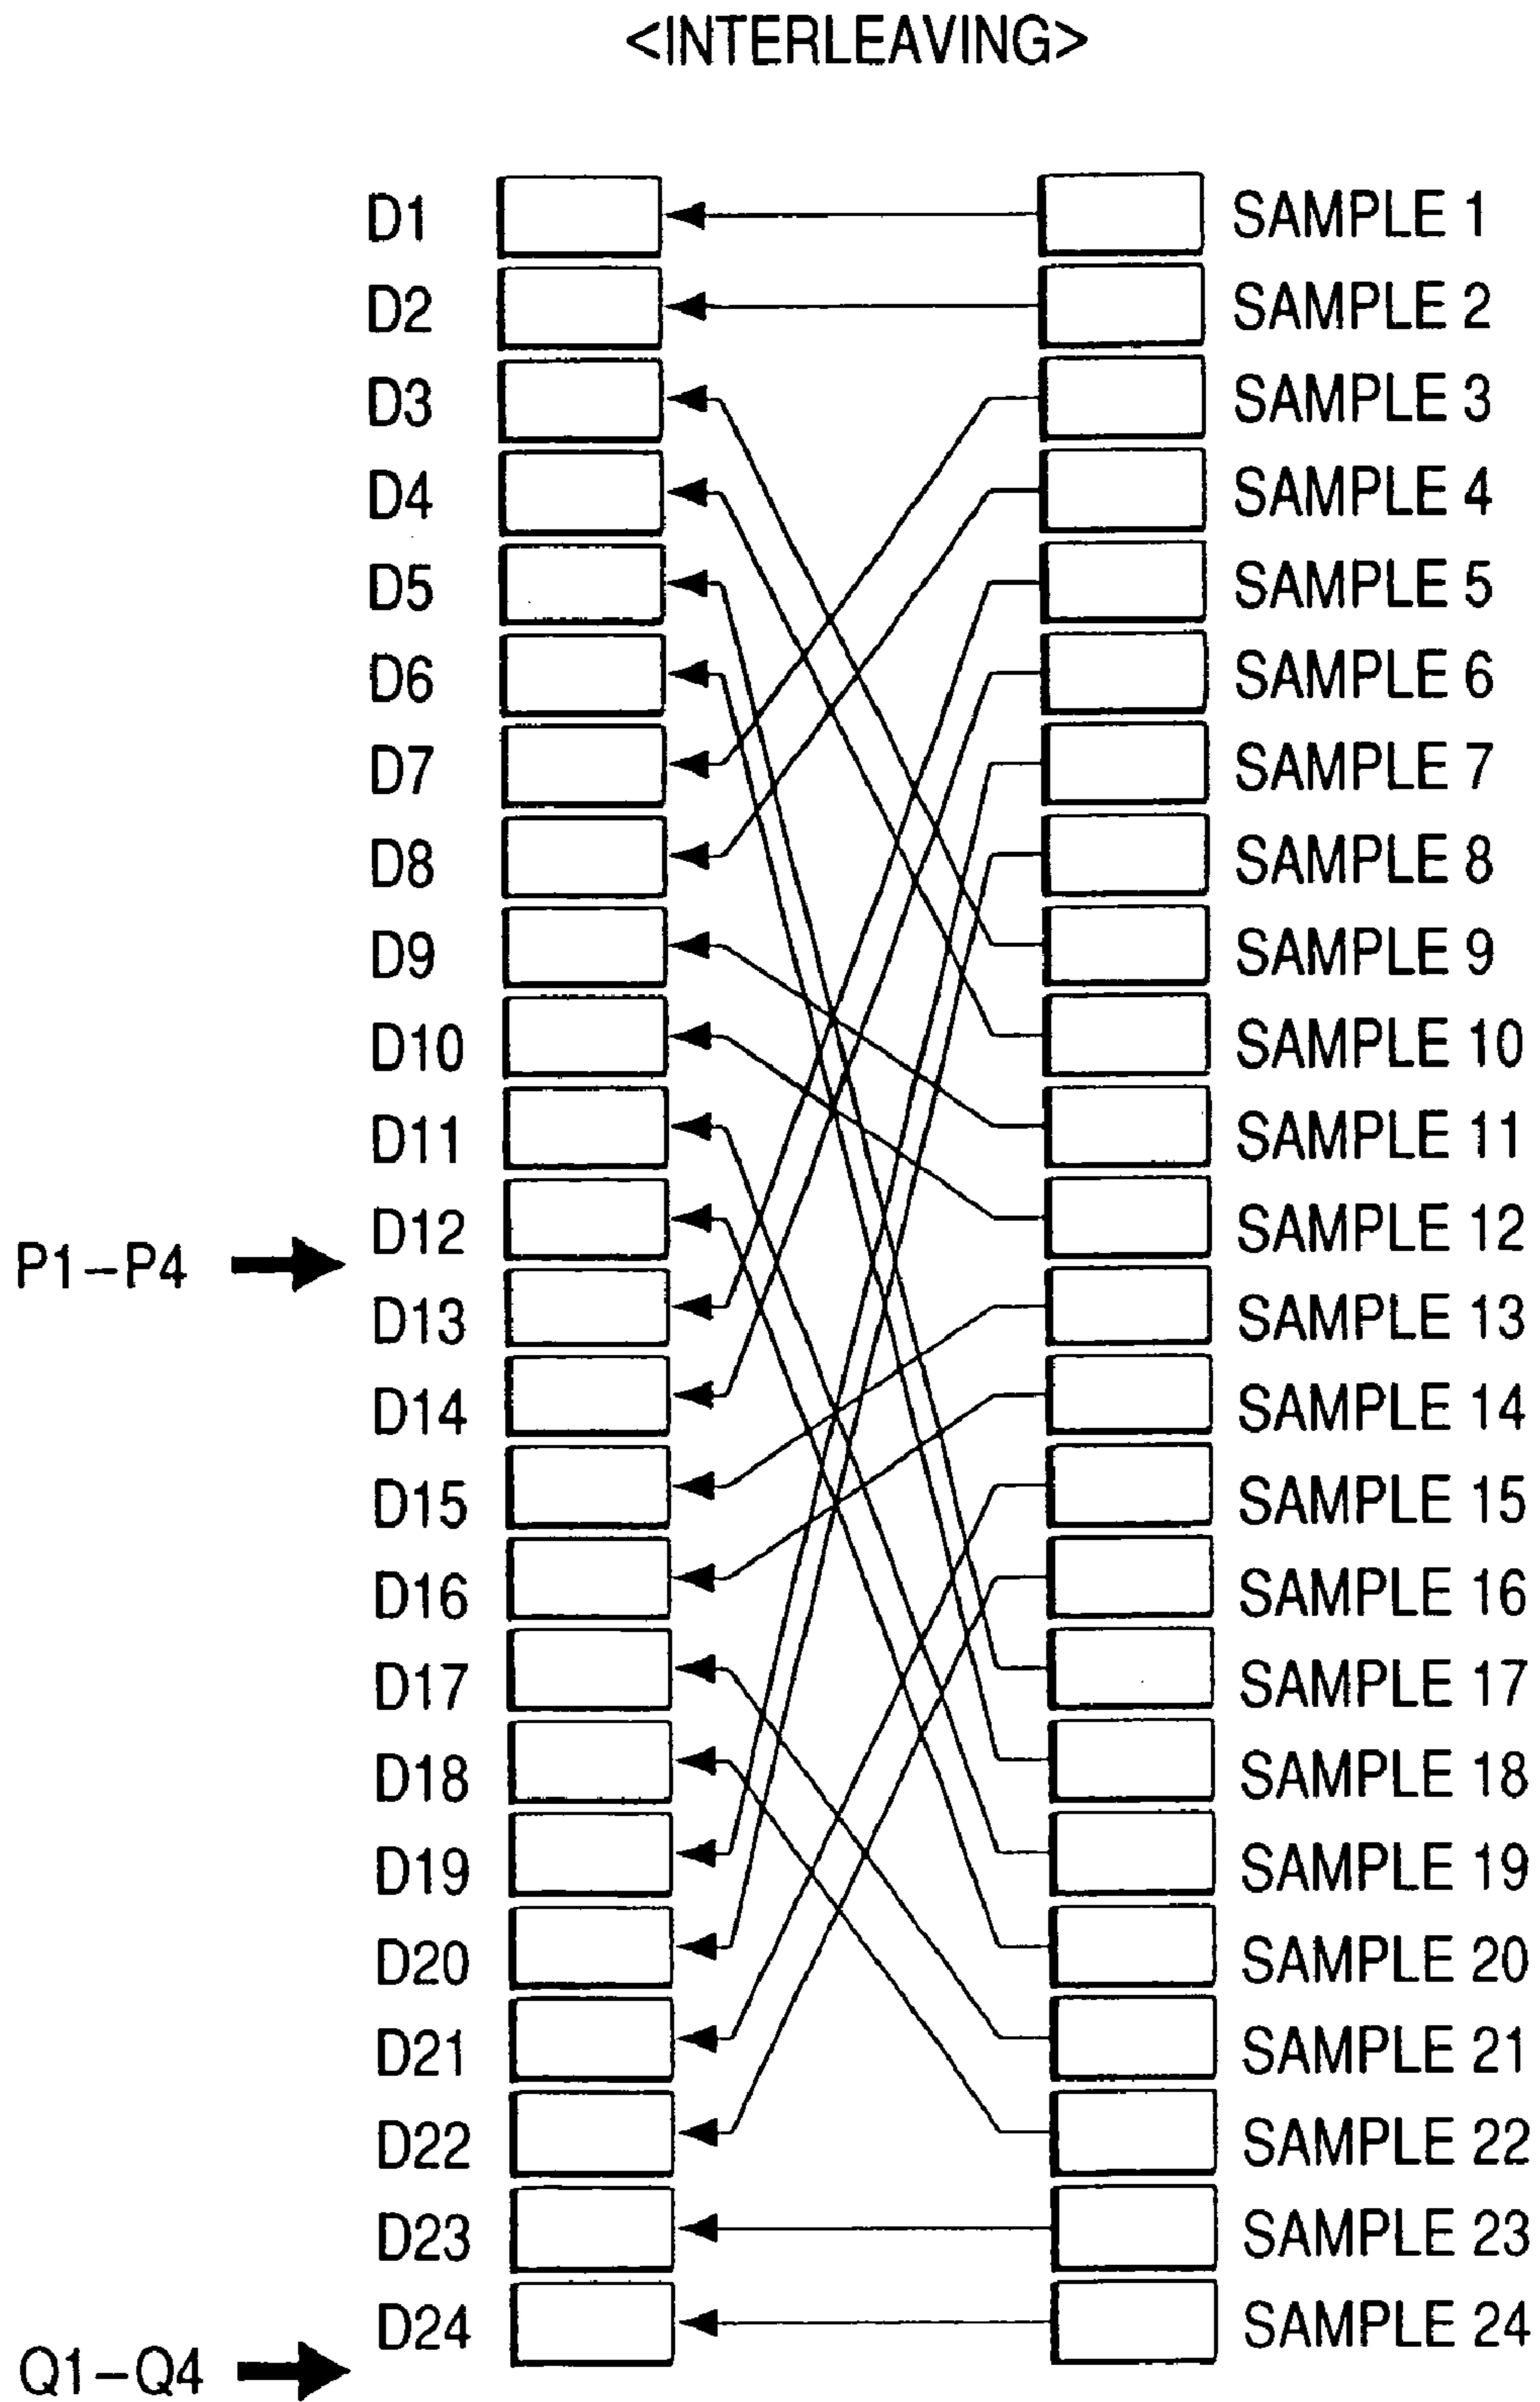 <INTERLEAVING>
D1 SAMPLE 1
D2 SAMPLE 2
D3 SAMPLE 3
D4 SAMPLE 4
D5 SAMPLE 5
D6 SAMPLE 6
D7 SAMPLE 7
D8 SAMPLE 8
D9 SAMPLE 9
D10 SAMPLE 10
D11 SAMPLE 11
D12 SAMPLE 12
P1-P4
D13 SAMPLE 13
D14 SAMPLE 14
D15 SAMPLE 15
D16 SAMPLE 16
D17 SAMPLE 17
D18 SAMPLE 18
D19 SAMPLE 19
D20 SAMPLE 20
D21 SAMPLE 21
D22 SAMPLE 22
D23 SAMPLE 23
D24 SAMPLE 24
Q1-Q4